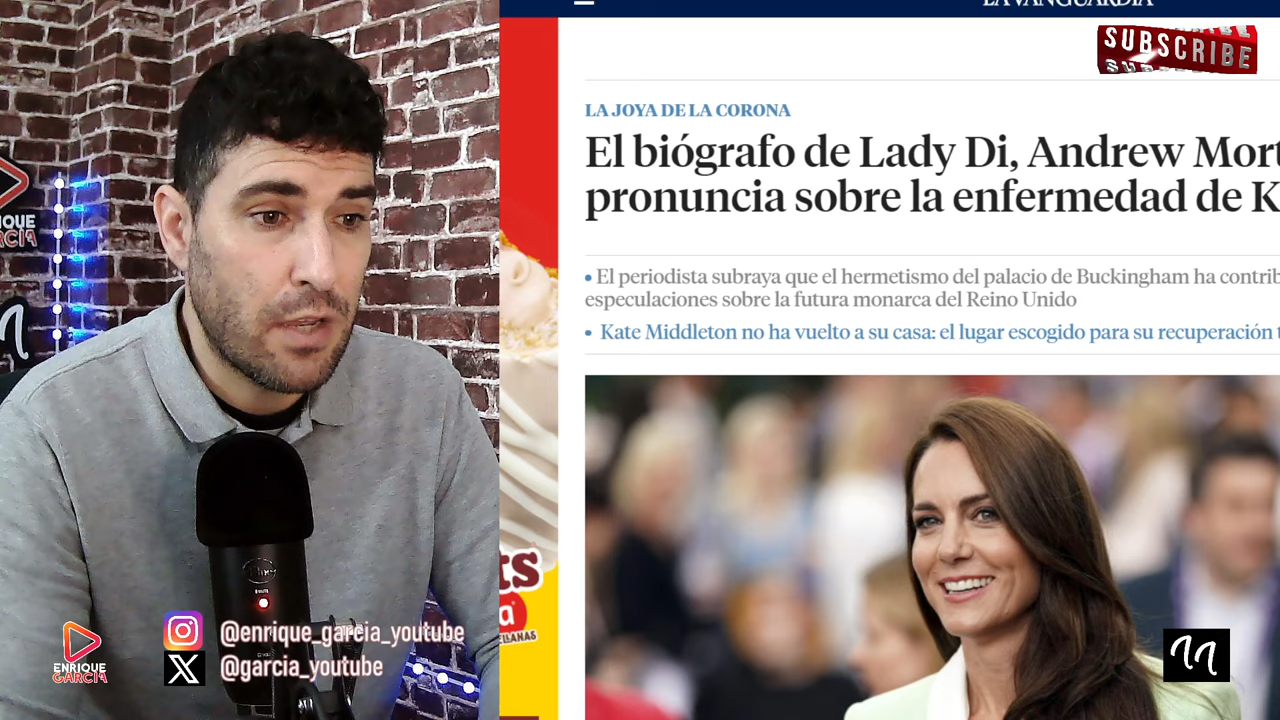 LA VANGUARDIA
SUBSCRIBE
LA JOYA DE LA CORONA
El biógrafo de Lady Di, Andrew Mort
pronuncia sobre la enfermedad de K
• El periodista subraya que el hermetismo del palacio de Buckingham ha contrib
especulaciones sobre la futura monarca del Reino Unido
• Kate Middleton no ha vuelto a su casa: el lugar escogido para su recuperación t
@enrique_garcia_youtube
@garcia_youtube
ENRIQUE
GARCIA